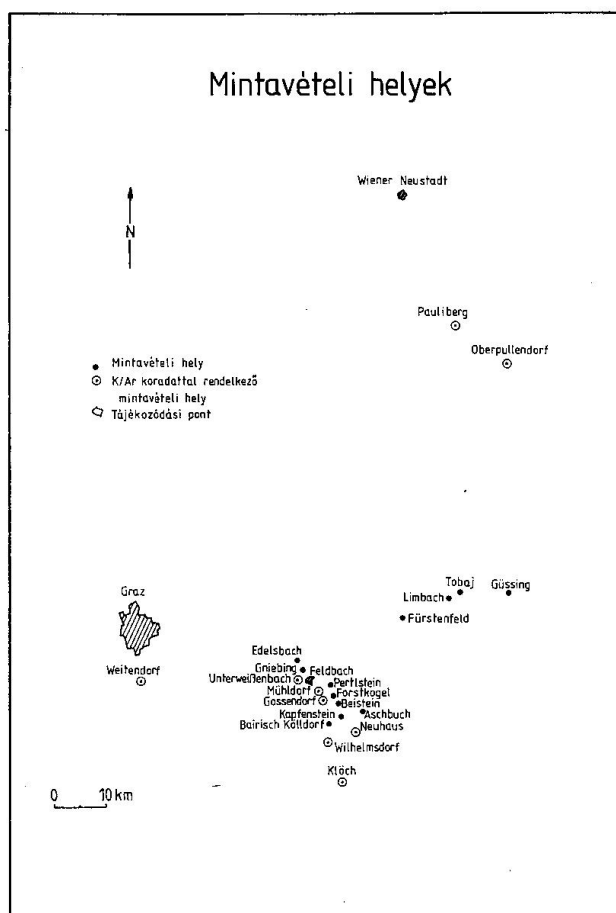 Mintavételi helyek
Wiener Neustadt
N
Pauliberg
Oberpullendorf
Mintavételi hely
K/Ar koradattal rendelkező
mintavételi hely
Tájékozódási pont
Graz
Tobaj
Güssing
Limbach
Fürstenfeld
Edelsbach
Weitendorf
Gniebing
Feldbach
Unterweißenbach
Pertlstein
Mühldorf
Forstkogel
Gossendorf
Beistein
Kapfenstein
Aschbuch
Bairisch Kölldorf
Neuhaus
Wilhelmsdorf
Klöch
0 10 km